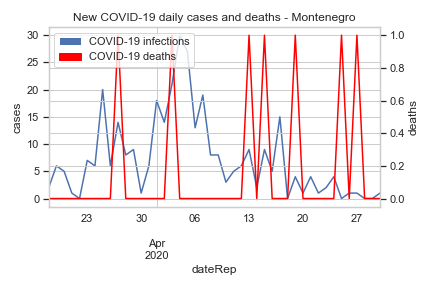 New COVID-19 daily cases and deaths - Montenegro
COVID-19 infections
COVID-19 deaths
30
25
20
15
10
5
0
cases
1.0
0.8
0.6
0.4
0.2
0.0
deaths
23 30 06 13 20 27
Apr
2020
dateRep